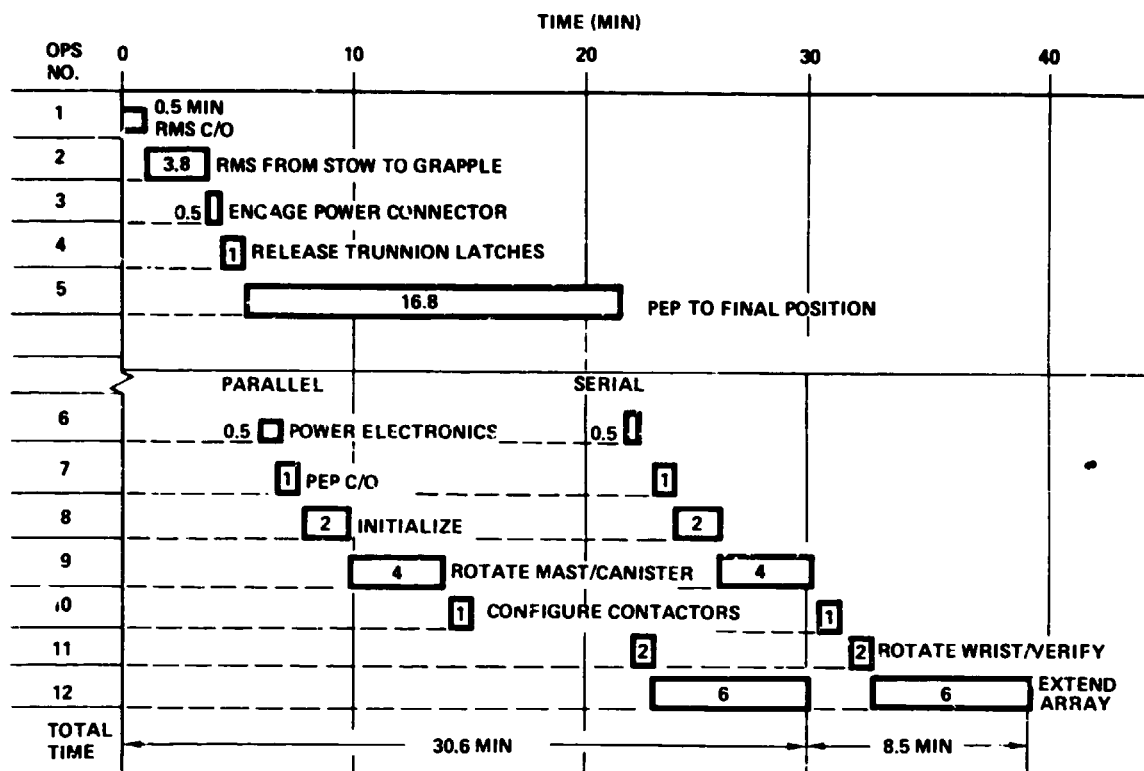 TIME (MIN)
OPS NO. 0 10 20 30 40
1 0.5 MIN
RMS C/O
2 3.8 RMS FROM STOW TO GRAPPLE
3 0.5 ENGAGE POWER CONNECTOR
4 1 RELEASE TRUNNION LATCHES
5 16.8 PEP TO FINAL POSITION
PARALLEL SERIAL
6 0.5 POWER ELECTRONICS 0.5
7 1 PEP C/O 1
8 2 INITIALIZE 2
9 4 ROTATE MAST/CANISTER 4
10 1 CONFIGURE CONTACTORS 1
11 2 2 ROTATE WRIST/VERIFY
12 6 6 EXTEND ARRAY
TOTAL TIME 30.6 MIN 8.5 MIN